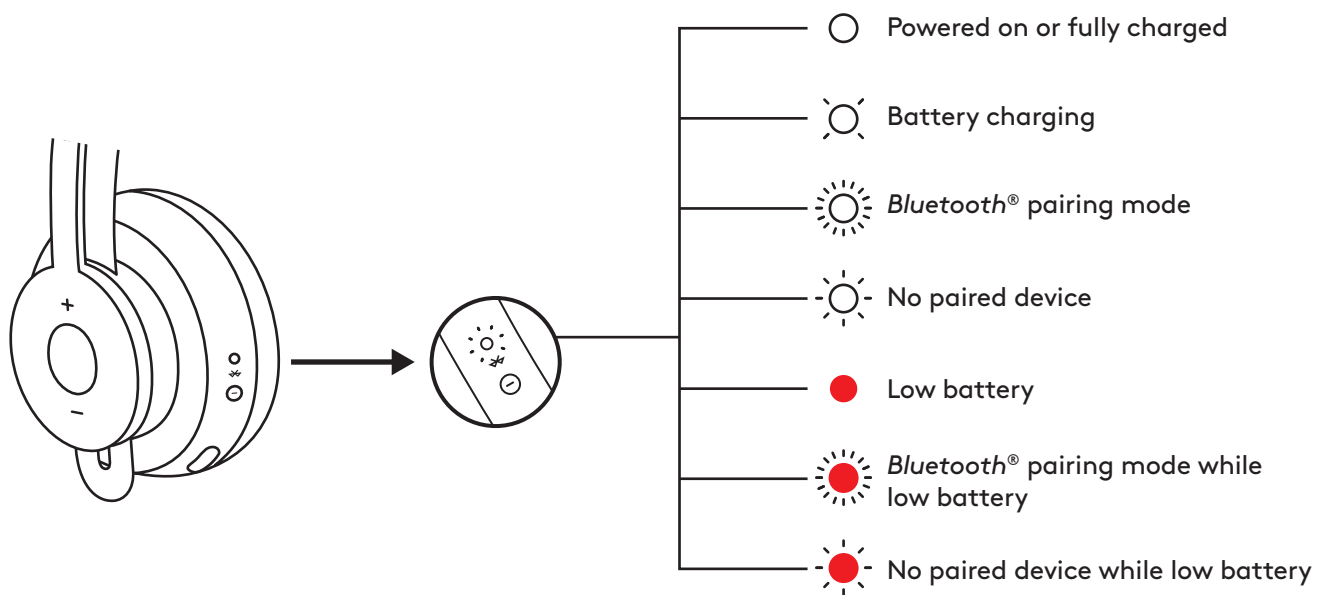 Powered on or fully charged
Battery charging
Bluetooth® pairing mode
No paired device
Low battery
Bluetooth® pairing mode while
low battery
No paired device while low battery
+
−